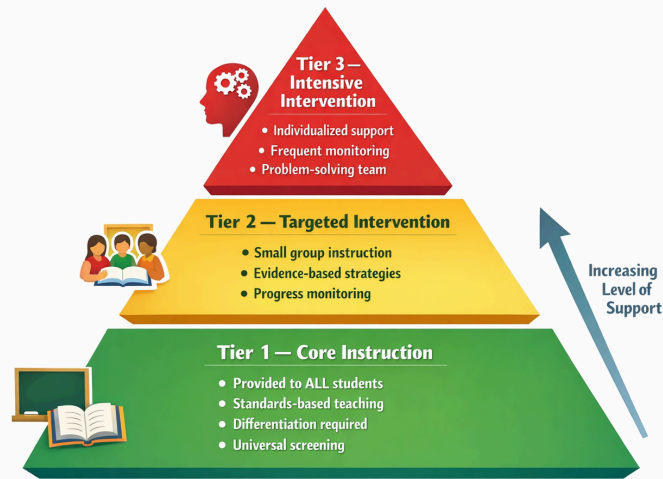 Tier 3—
Intensive
Intervention
• Individualized support
• Frequent monitoring
• Problem-solving team
Tier 2 — Targeted Intervention
• Small group instruction
• Evidence-based strategies
• Progress monitoring
Increasing
Level of
Support
Tier 1 — Core Instruction
• Provided to ALL students
• Standards-based teaching
• Differentiation required
• Universal screening